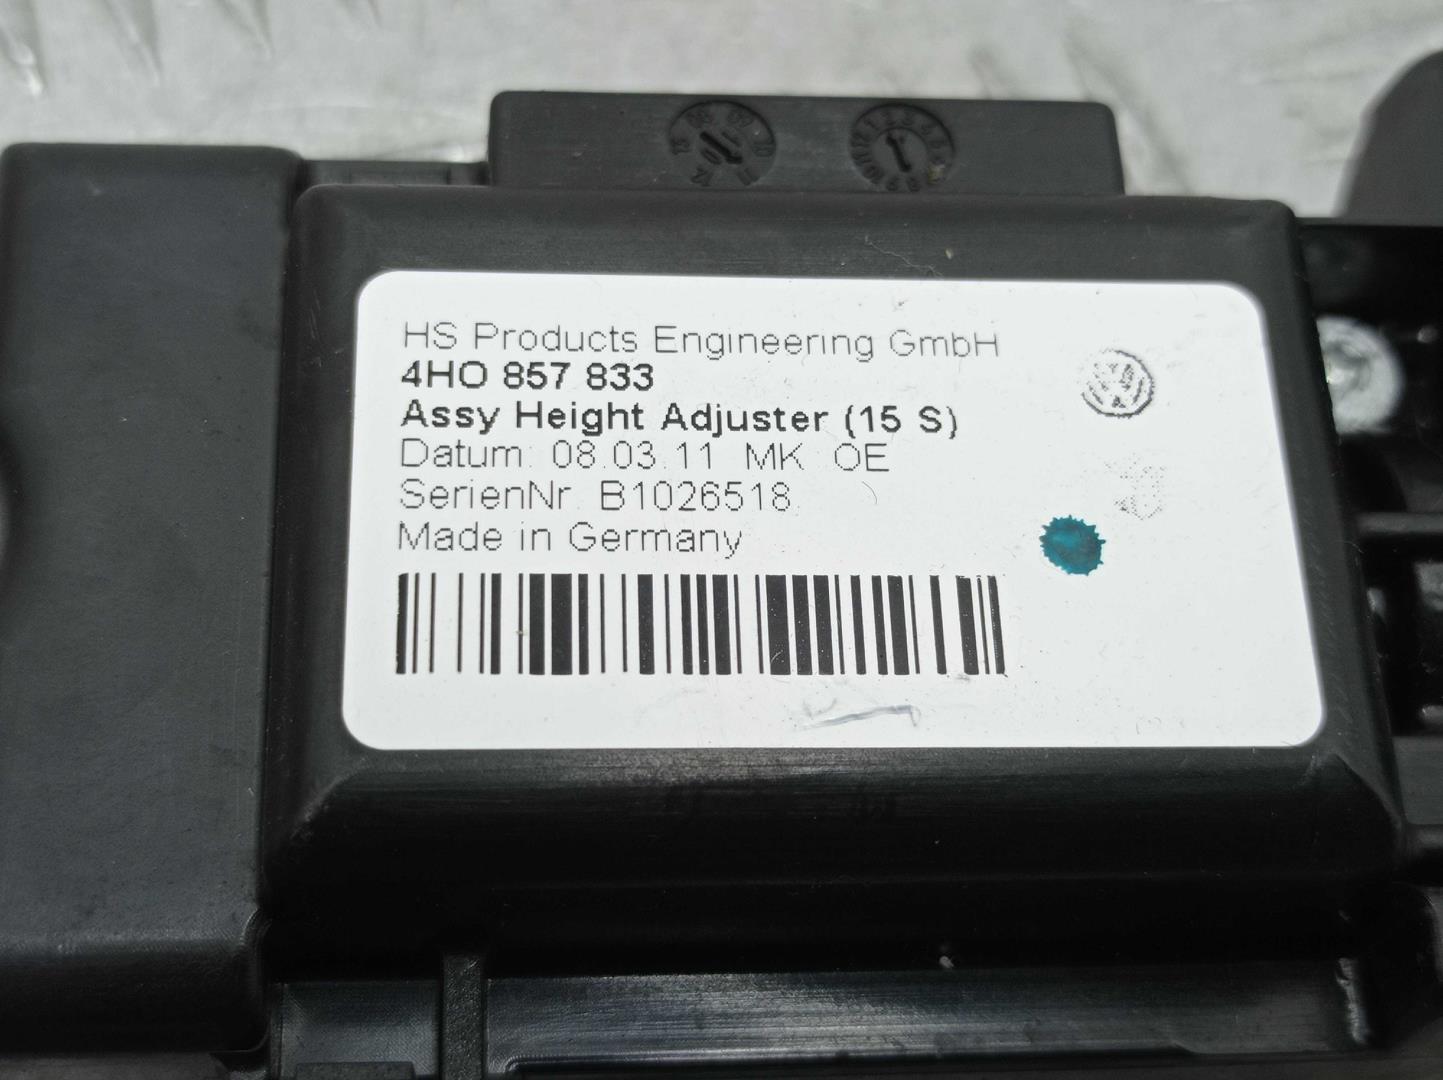 HS Products Engineering GmbH
4HO 857 833
Assy Height Adjuster (15 S)
Datum: 08.03.11 MK OE
SerienNr. B1026518
Made in Germany